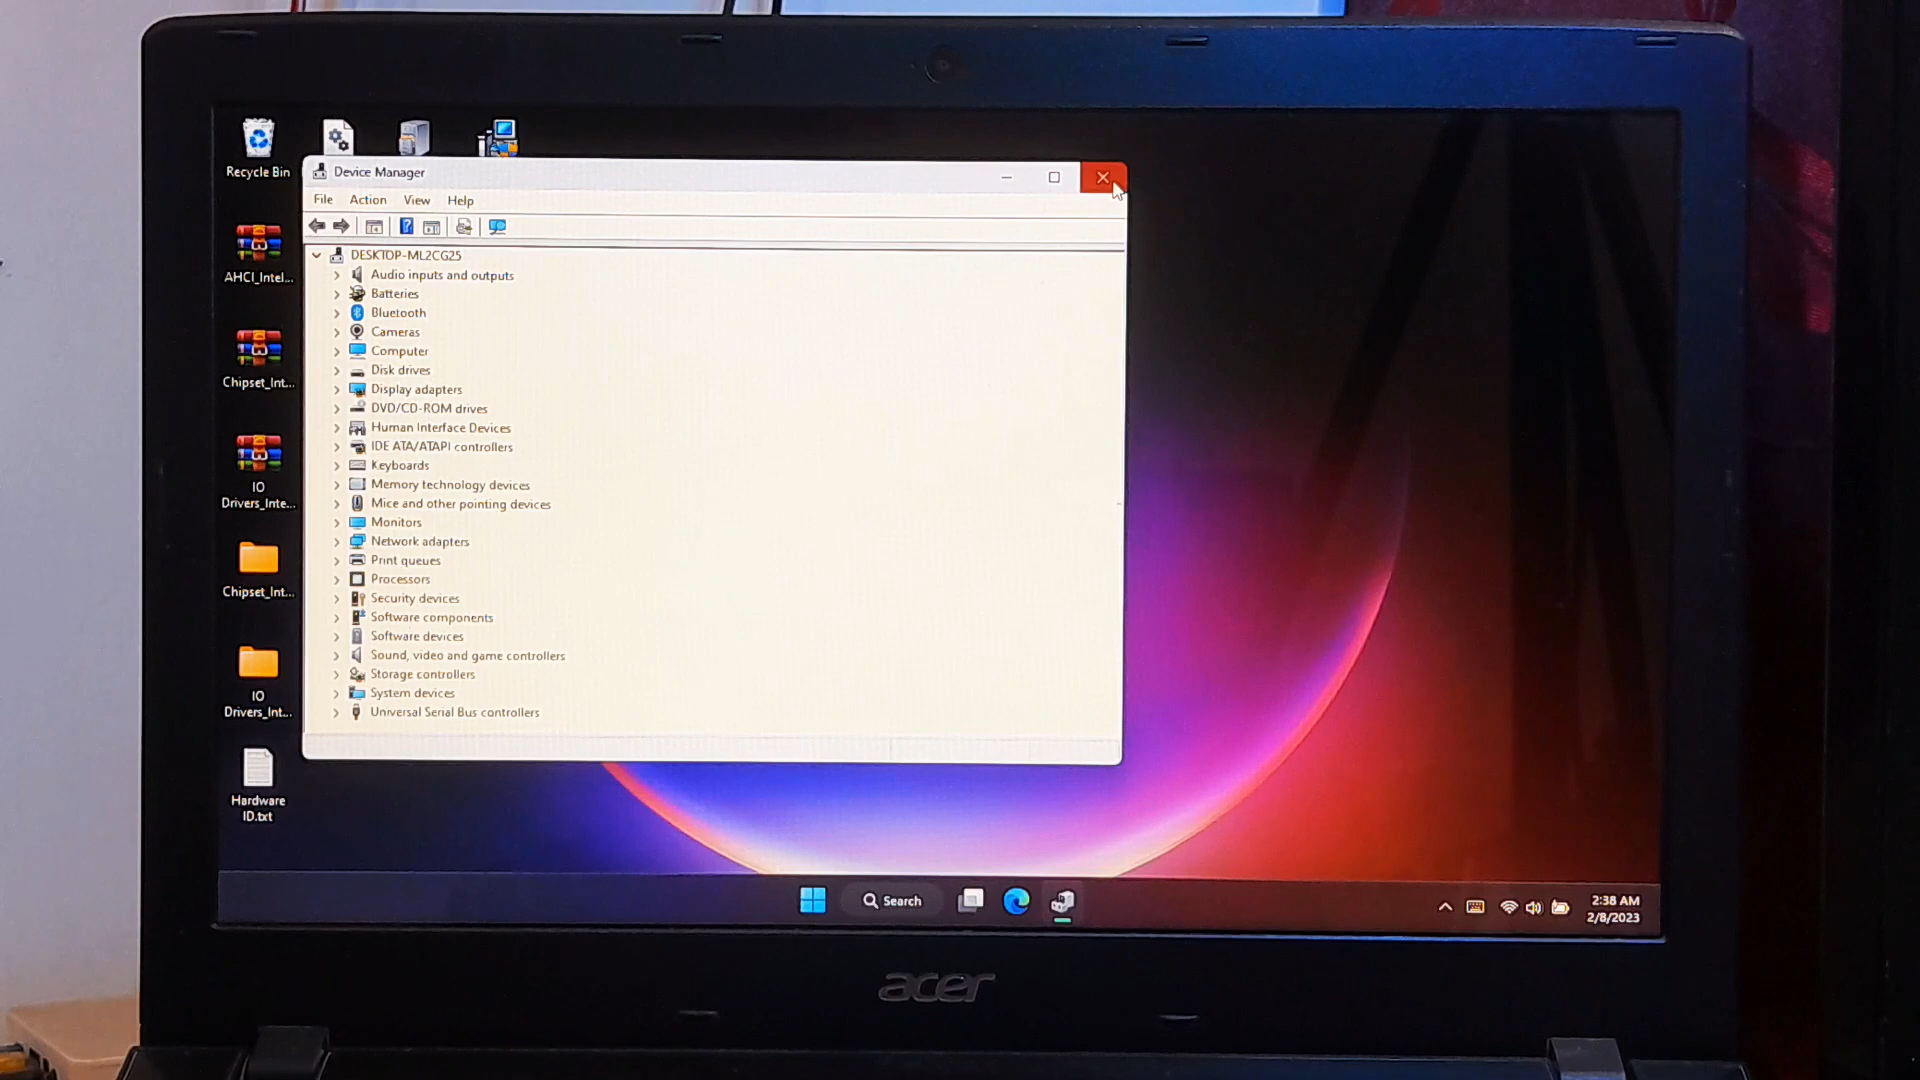 Recycle Bin
AHCI_Intel...
Chipset_Int...
IO
Drivers_Inte...
Chipset_Int...
IO
Drivers_Int...
Hardware
ID.txt
Device Manager
File Action View Help
DESKTOP-ML2CG25
Audio inputs and outputs
Batteries
Bluetooth
Cameras
Computer
Disk drives
Display adapters
DVD/CD-ROM drives
Human Interface Devices
IDE ATA/ATAPI controllers
Keyboards
Memory technology devices
Mice and other pointing devices
Monitors
Network adapters
Print queues
Processors
Security devices
Software components
Software devices
Sound, video and game controllers
Storage controllers
System devices
Universal Serial Bus controllers
Search
2:38 AM
2/8/2023
acer